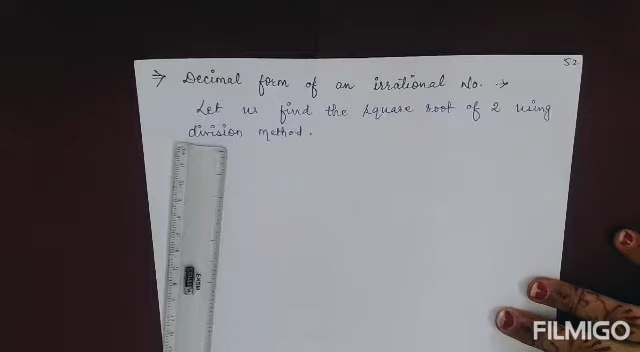 52
⇒ Decimal form of an irrational No. →
Let us find the square root of 2 using
division method.
FILMIGO